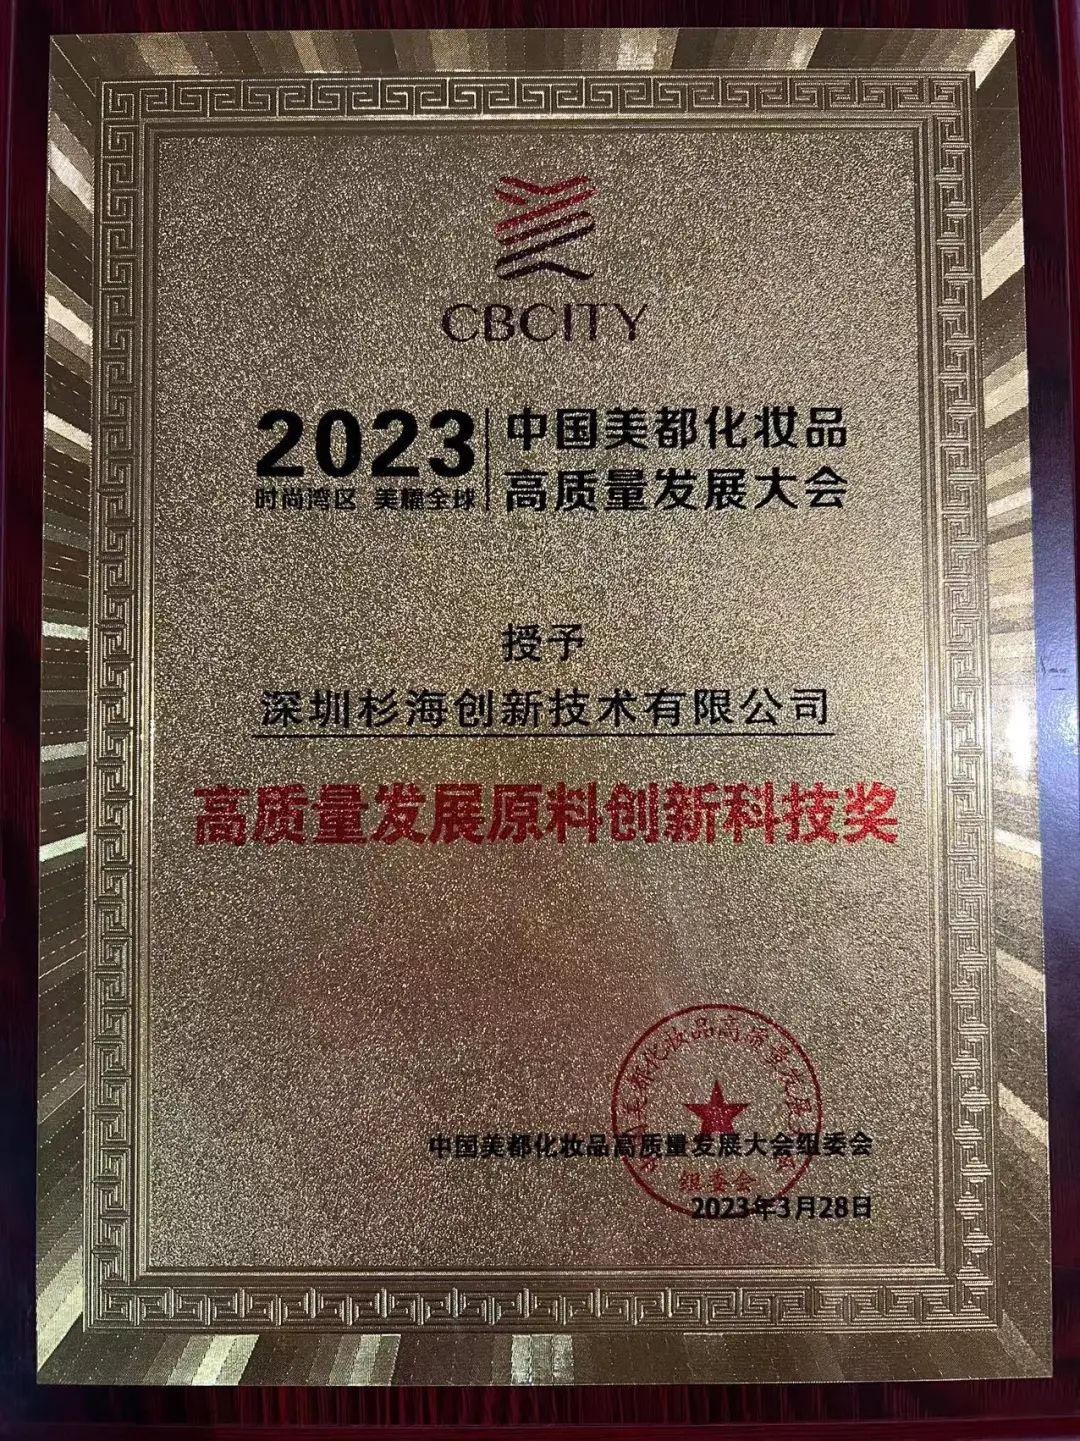 CBCITY
2023
时尚湾区 美耀全球
中国美都化妆品
高质量发展大会
授予
深圳杉海创新技术有限公司
高质量发展原料创新科技奖
中国美都化妆品高质量发展大会组委会
组委会
2023年3月28日